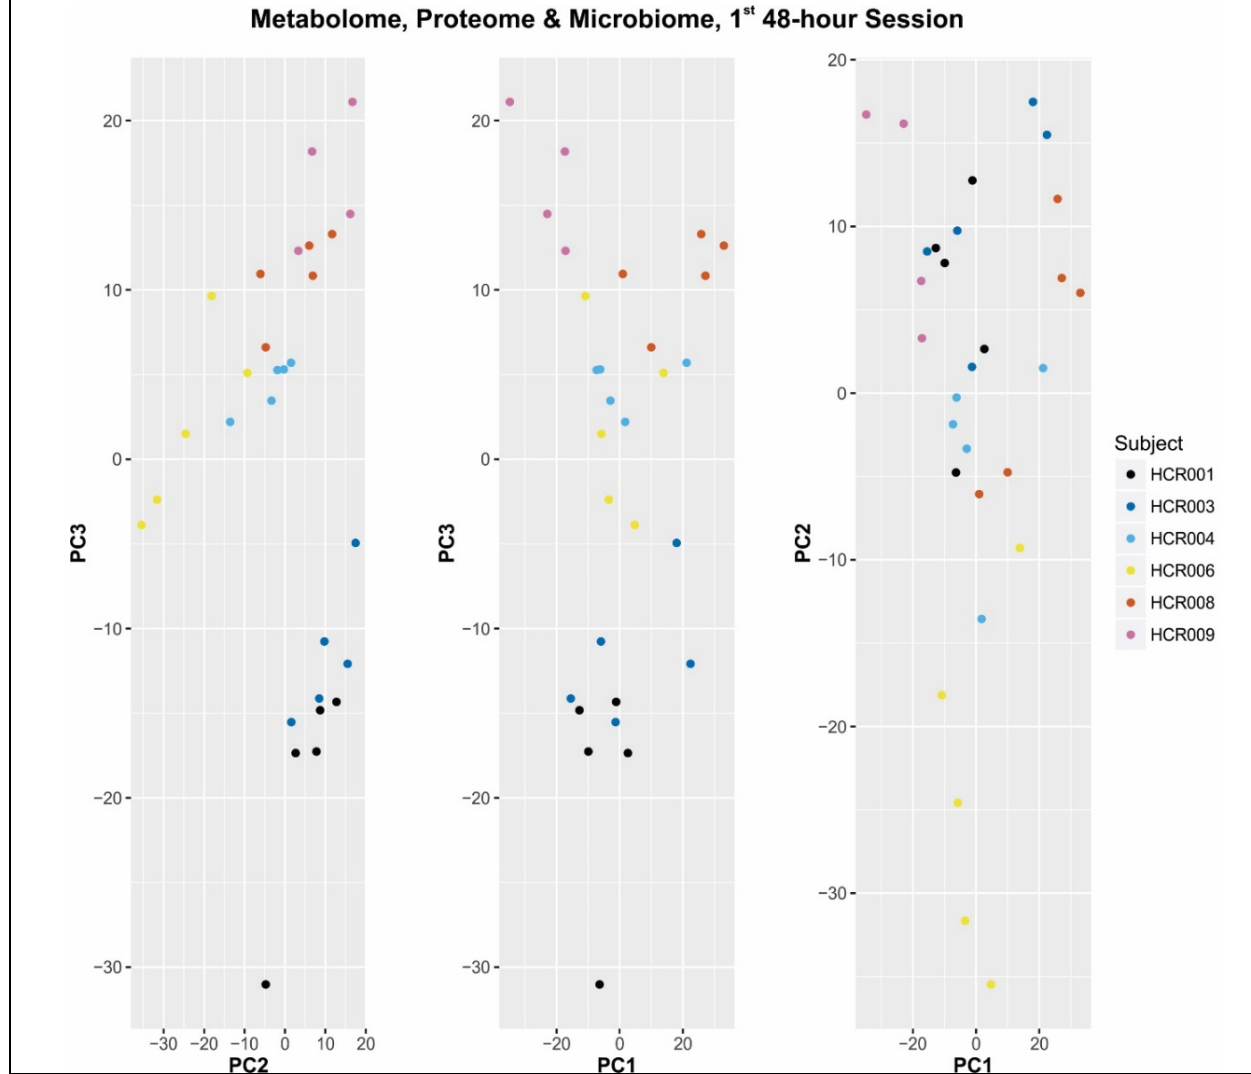 Metabolome, Proteome & Microbiome, 1st 48-hour Session
20
10
0
−10
−20
−30
PC3
−30 −20 −10 0 10 20
PC2
20
10
0
−10
−20
−30
PC3
−20 0 20
PC1
20
10
0
−10
−20
−30
PC2
−20 0 20
PC1
Subject
HCR001
HCR003
HCR004
HCR006
HCR008
HCR009